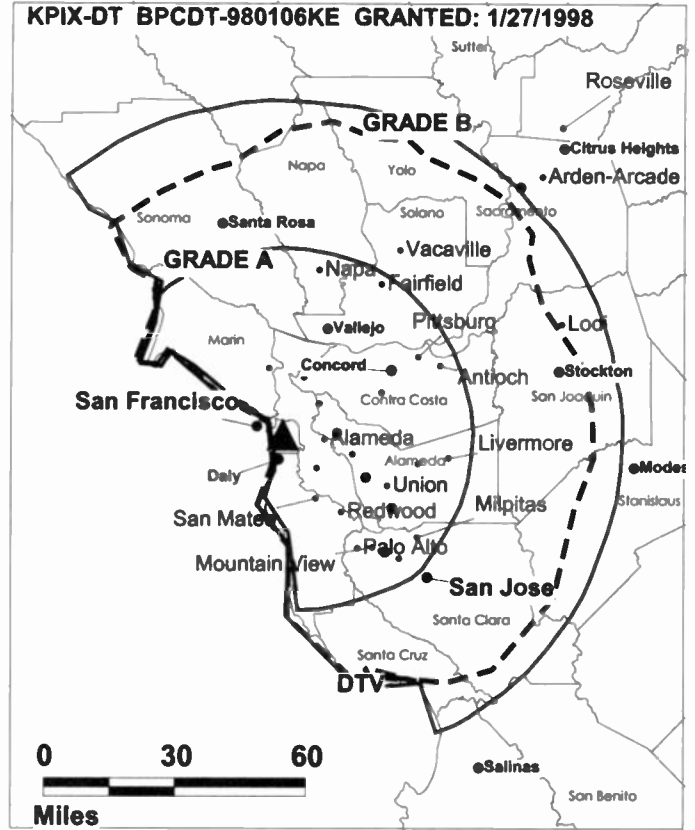 KPIX-DT BPCDT-980106KE GRANTED: 1/27/1998
Sutter
Roseville
GRADE B
Citrus Heights
Napa
Yolo
Arden-Arcade
Solano
Sacramento
Sonoma
Santa Rosa
Vacaville
GRADE A
Napa
Fairfield
Pittsburg
Lodi
Vallejo
Marin
Concord
Stockton
Antioch
San Francisco
Contra Costa
San Joaquin
Alameda
Livermore
Alameda
Daly
Modes
Union
Stanislaus
San Mateo
Redwood
Milpitas
Palo Alto
Mountain View
San Jose
Santa Clara
Santa Cruz
DTV
0 30 60
Miles
Salinas
San Benito